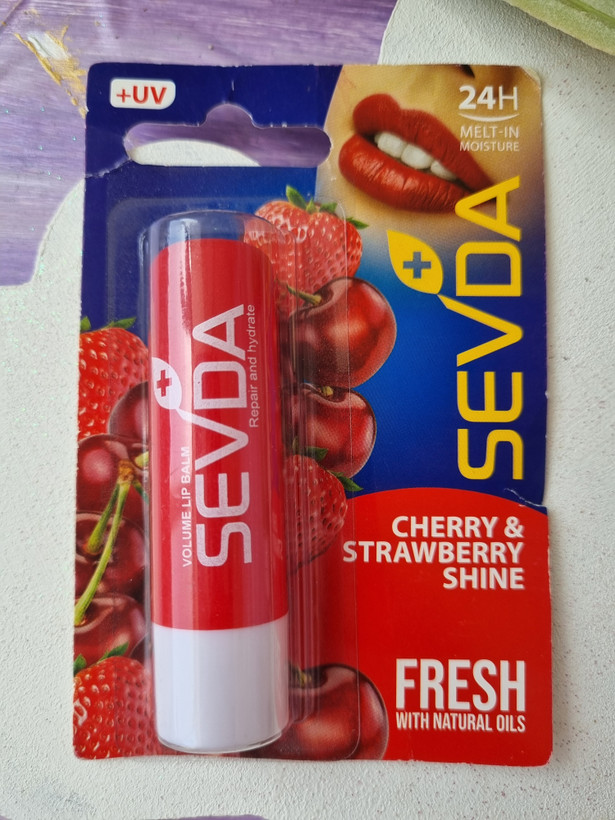 +UV
24H
MELT-IN
MOISTURE
SEVDA
VOLUME LIP BALM
SEVDA
Repair and hydrate
CHERRY &
STRAWBERRY
SHINE
FRESH
WITH NATURAL OILS